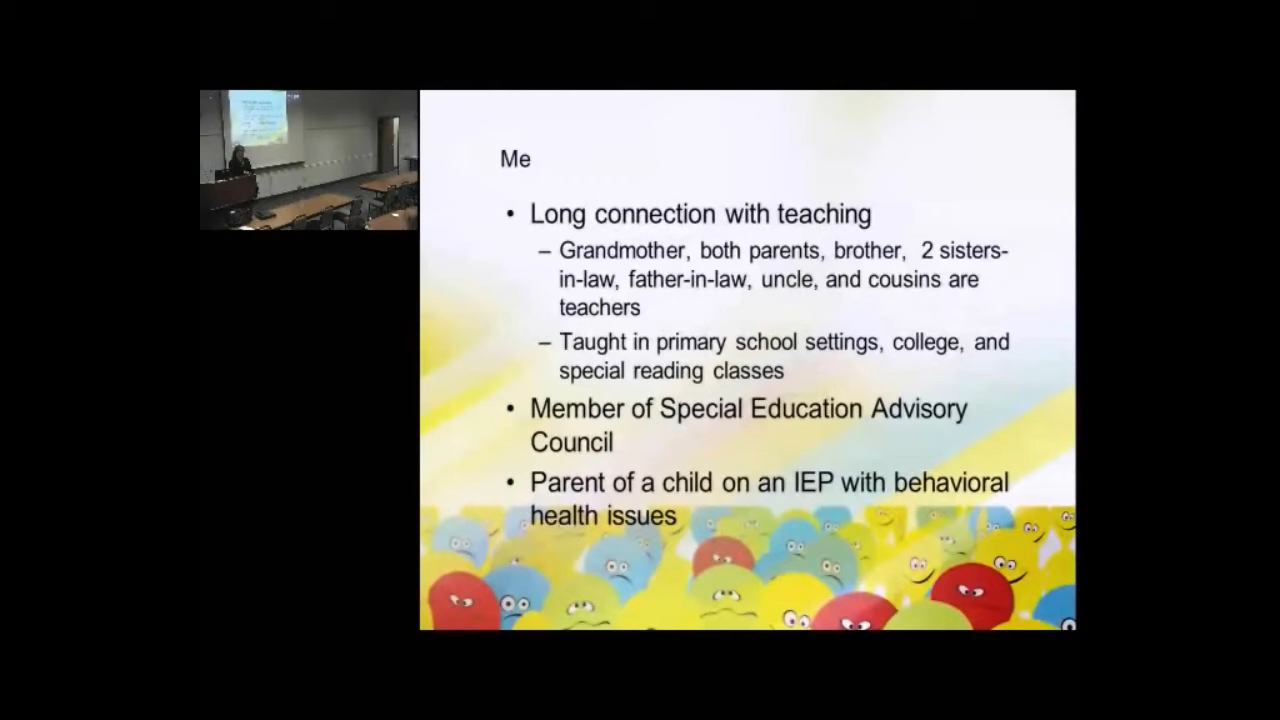 Me
• Long connection with teaching
– Grandmother, both parents, brother, 2 sisters-
in-law, father-in-law, uncle, and cousins are
teachers
– Taught in primary school settings, college, and
special reading classes
• Member of Special Education Advisory
Council
• Parent of a child on an IEP with behavioral
health issues